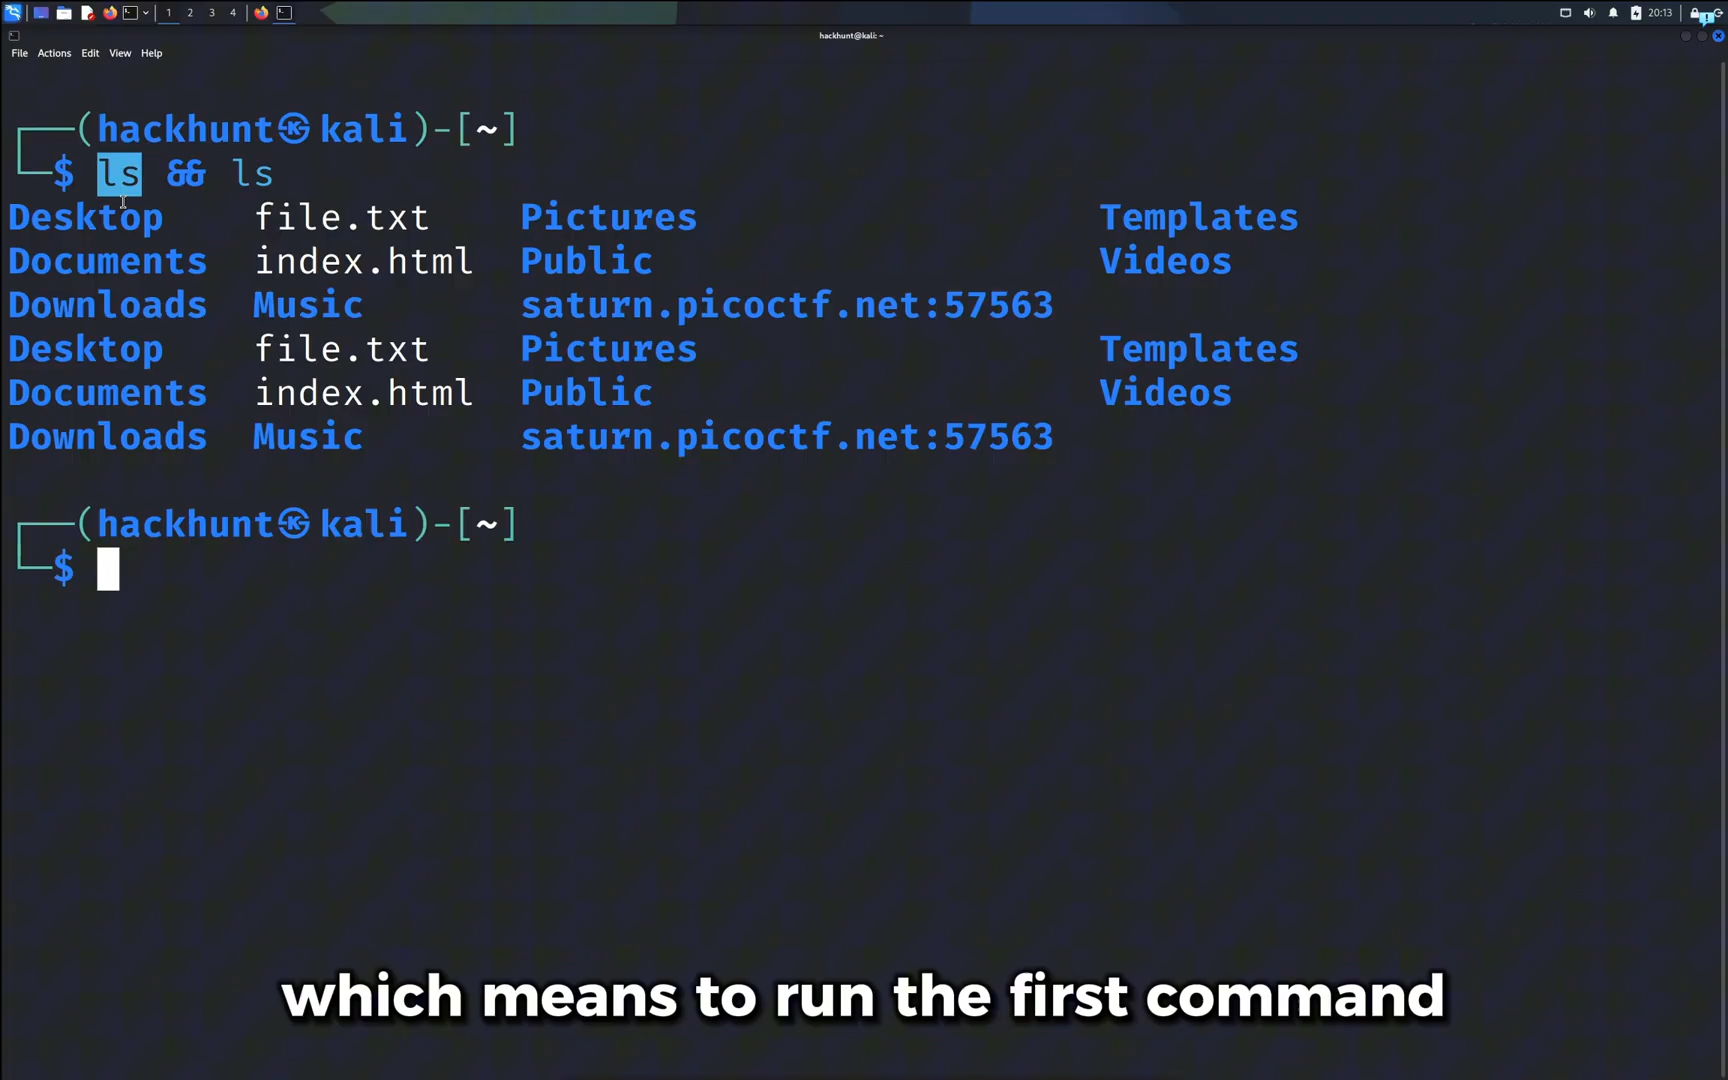 1 2 3 4
20:13
hackhunt@kali: ~
File Actions Edit View Help
(hackhunt㉿kali)-[~]
$ ls && ls
Desktop file.txt Pictures Templates
Documents index.html Public Videos
Downloads Music saturn.picoctf.net:57563
Desktop file.txt Pictures Templates
Documents index.html Public Videos
Downloads Music saturn.picoctf.net:57563
(hackhunt㉿kali)-[~]
$
which means to run the first command